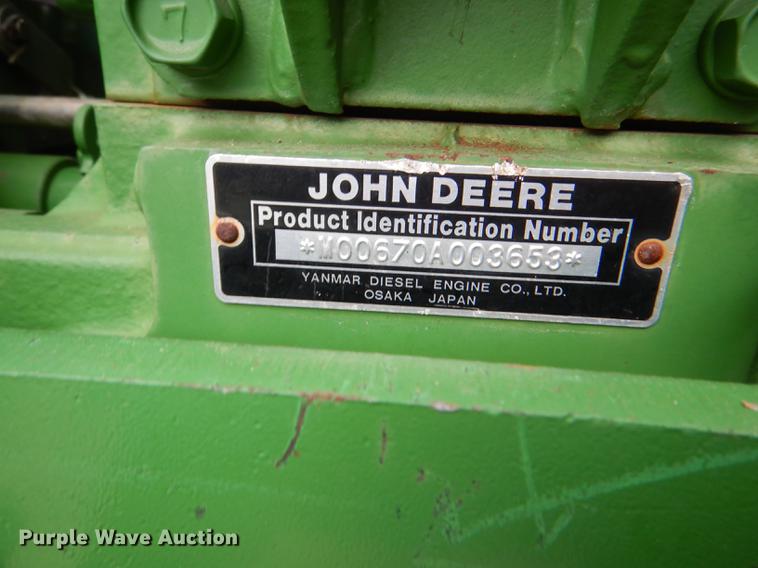 7
JOHN DEERE
Product Identification Number
*M00670A003653*
YANMAR DIESEL ENGINE CO., LTD.
OSAKA JAPAN
Purple Wave Auction